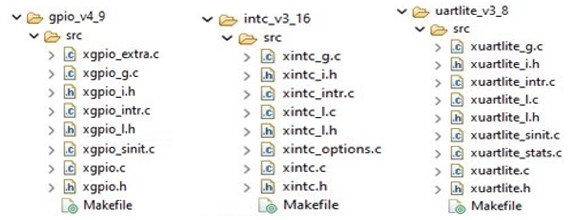 gpio_v4_9
src
xgpio_extra.c
xgpio_g.c
xgpio_i.h
xgpio_intr.c
xgpio_l.h
xgpio_sinit.c
xgpio.c
xgpio.h
Makefile
intc_v3_16
src
xintc_g.c
xintc_i.h
xintc_intr.c
xintc_l.c
xintc_l.h
xintc_options.c
xintc.c
xintc.h
Makefile
uartlite_v3_8
src
xuartlite_g.c
xuartlite_i.h
xuartlite_intr.c
xuartlite_l.c
xuartlite_l.h
xuartlite_sinit.c
xuartlite_stats.c
xuartlite.c
xuartlite.h
Makefile